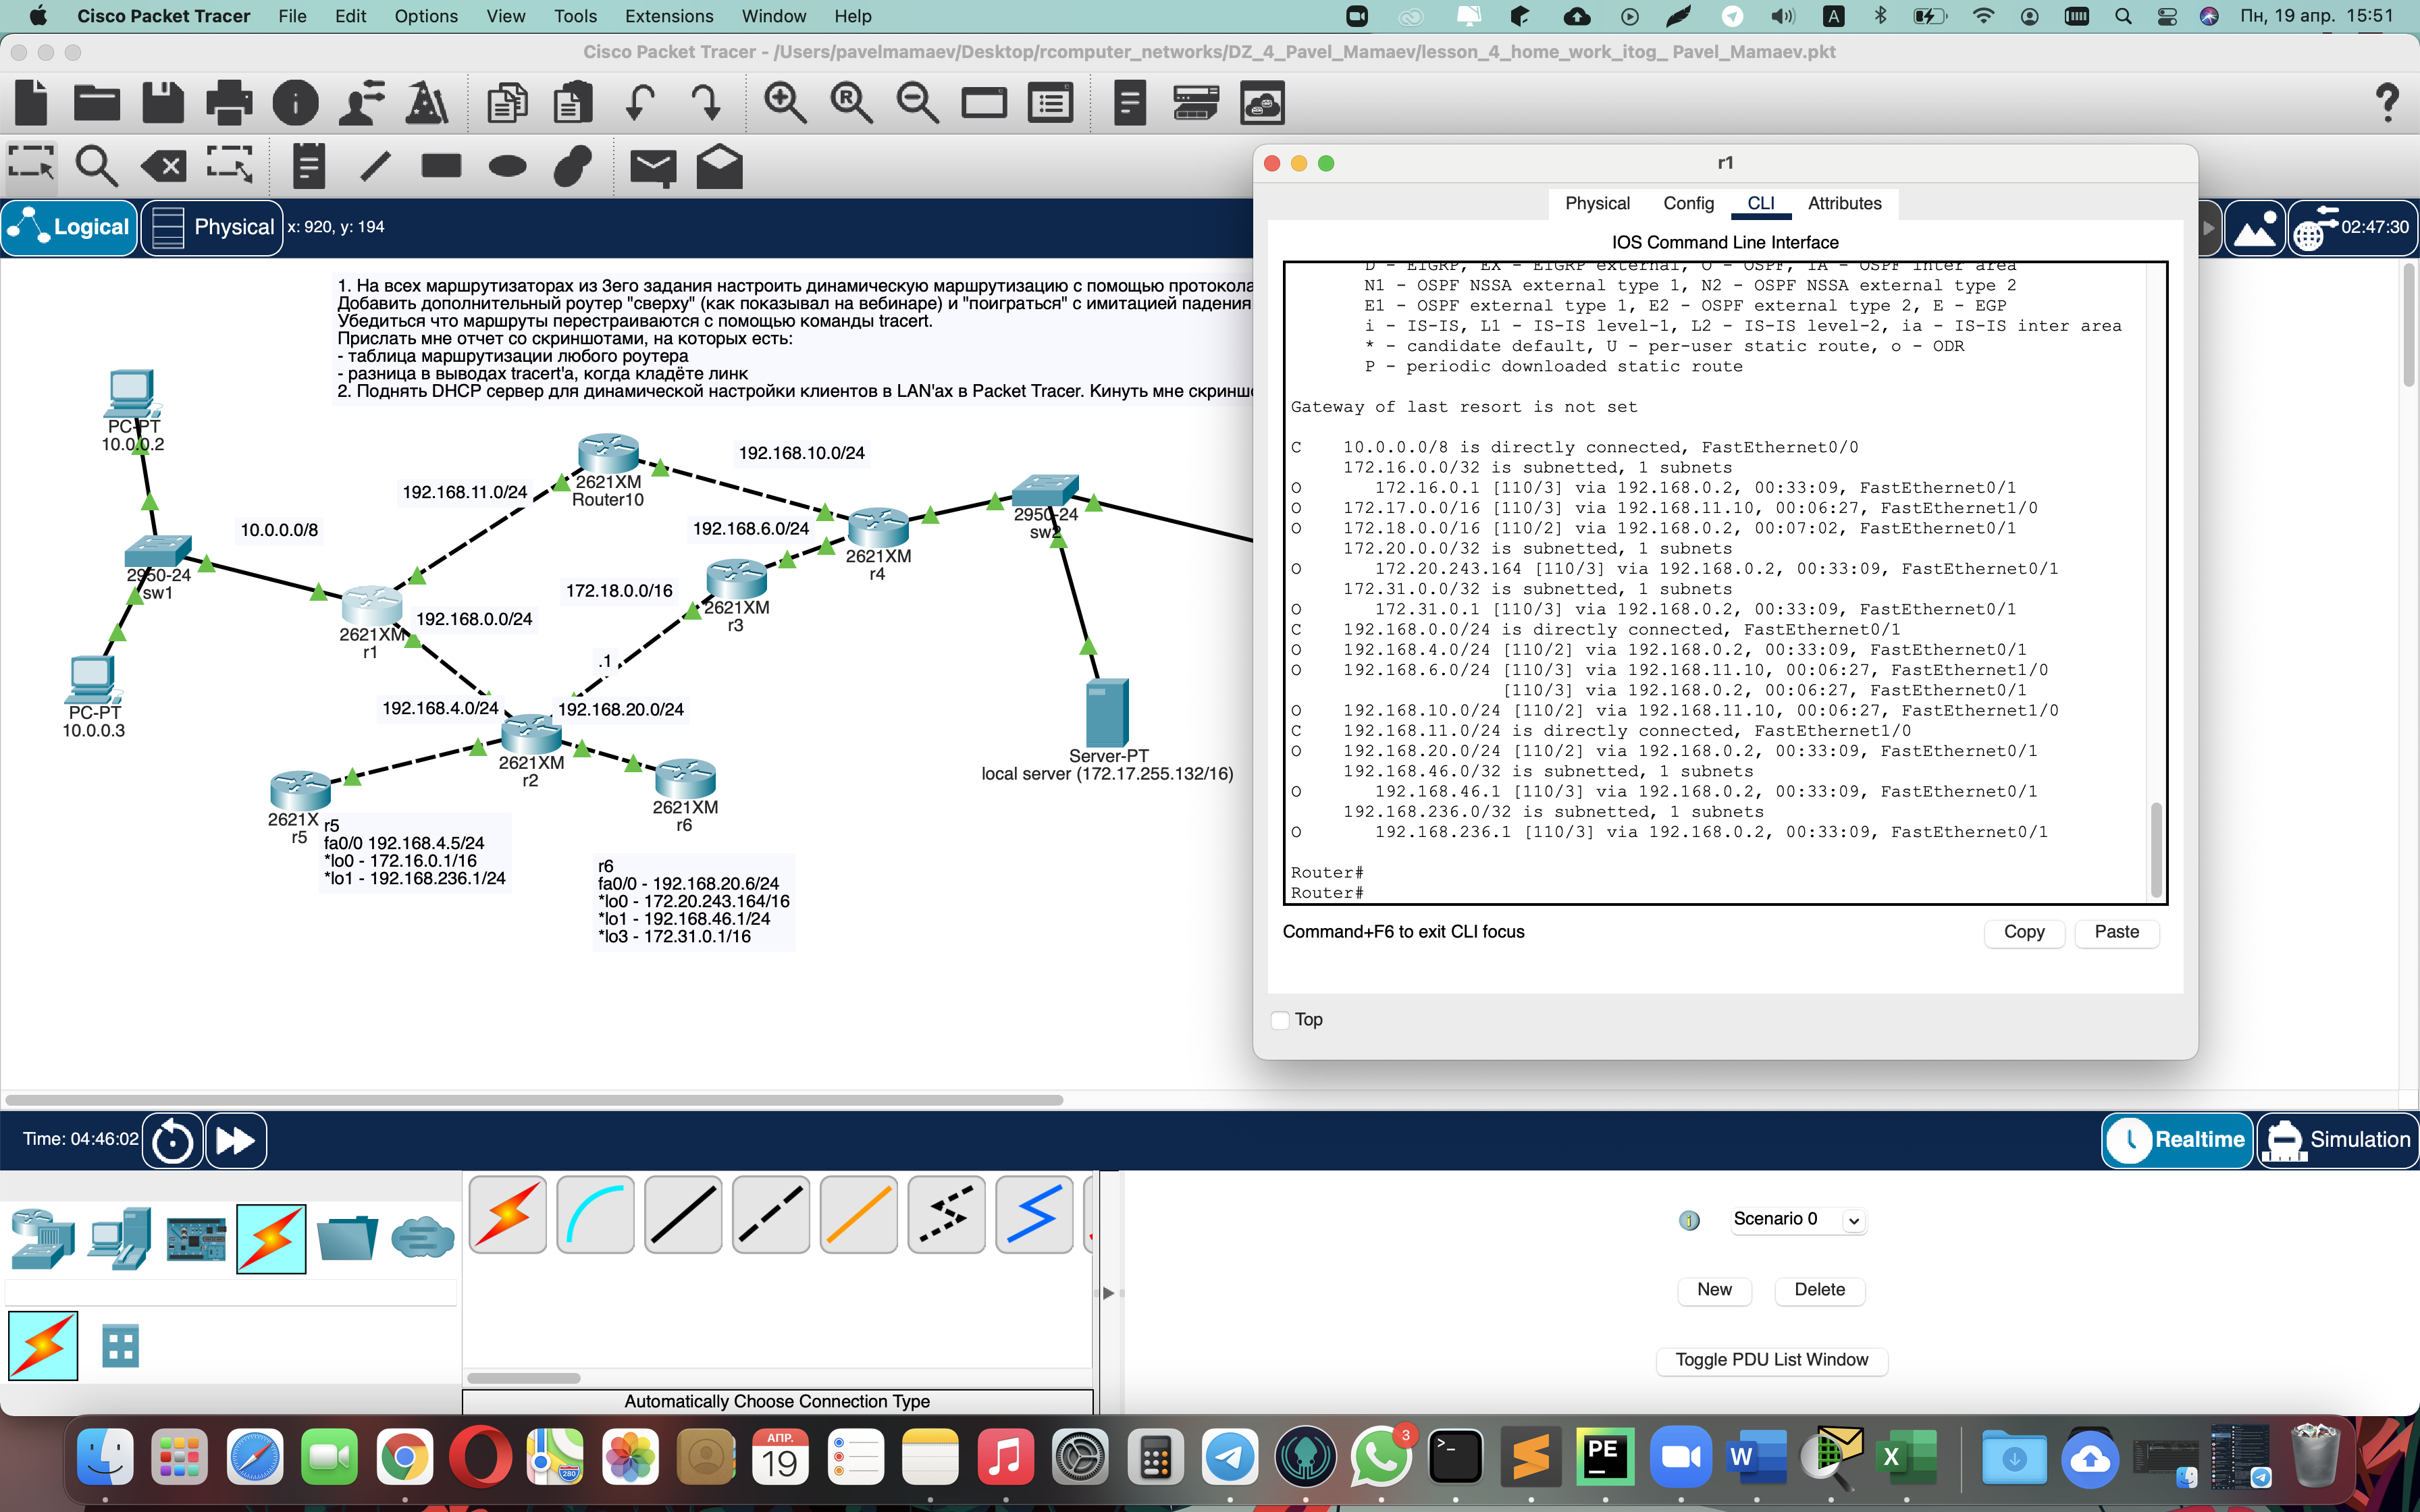 Cisco Packet Tracer File Edit Options View Tools Extensions Window Help
A
Пн, 19 апр. 15:51
Cisco Packet Tracer - /Users/pavelmamaev/Desktop/rcomputer_networks/DZ_4_Pavel_Mamaev/lesson_4_home_work_itog_ Pavel_Mamaev.pkt
Logical
Physical
x: 920, y: 194
02:47:30
1. На всех маршрутизаторах из 3его задания настроить динамическую маршрутизацию с помощью протокола
Добавить дополнительный роутер "сверху" (как показывал на вебинаре) и "поиграться" с имитацией падения
Убедиться что маршруты перестраиваются с помощью команды tracert.
Прислать мне отчет со скриншотами, на которых есть:
- таблица маршрутизации любого роутера
- разница в выводах tracert'а, когда кладёте линк
2. Поднять DHCP сервер для динамической настройки клиентов в LAN'ах в Packet Tracer. Кинуть мне скринш
PC-PT
10.0.0.2
2621XM
Router10
192.168.10.0/24
192.168.11.0/24
10.0.0.0/8
192.168.6.0/24
2621XM
r4
2950-24
sw2
2950-24
sw1
172.18.0.0/16
2621XM
r3
2621XM
r1
192.168.0.0/24
.1
PC-PT
10.0.0.3
192.168.4.0/24
192.168.20.0/24
2621XM
r2
2621X
r5
2621XM
r6
Server-PT
local server (172.17.255.132/16)
r5
fa0/0 192.168.4.5/24
*lo0 - 172.16.0.1/16
*lo1 - 192.168.236.1/24
r6
fa0/0 - 192.168.20.6/24
*lo0 - 172.20.243.164/16
*lo1 - 192.168.46.1/24
*lo3 - 172.31.0.1/16
r1
Physical Config CLI Attributes
IOS Command Line Interface
D - EIGRP, EX - EIGRP external, O - OSPF, IA - OSPF inter area
N1 - OSPF NSSA external type 1, N2 - OSPF NSSA external type 2
E1 - OSPF external type 1, E2 - OSPF external type 2, E - EGP
i - IS-IS, L1 - IS-IS level-1, L2 - IS-IS level-2, ia - IS-IS inter area
* - candidate default, U - per-user static route, o - ODR
P - periodic downloaded static route
Gateway of last resort is not set
C 10.0.0.0/8 is directly connected, FastEthernet0/0
172.16.0.0/32 is subnetted, 1 subnets
O 172.16.0.1 [110/3] via 192.168.0.2, 00:33:09, FastEthernet0/1
O 172.17.0.0/16 [110/3] via 192.168.11.10, 00:06:27, FastEthernet1/0
O 172.18.0.0/16 [110/2] via 192.168.0.2, 00:07:02, FastEthernet0/1
172.20.0.0/32 is subnetted, 1 subnets
O 172.20.243.164 [110/3] via 192.168.0.2, 00:33:09, FastEthernet0/1
172.31.0.0/32 is subnetted, 1 subnets
O 172.31.0.1 [110/3] via 192.168.0.2, 00:33:09, FastEthernet0/1
C 192.168.0.0/24 is directly connected, FastEthernet0/1
O 192.168.4.0/24 [110/2] via 192.168.0.2, 00:33:09, FastEthernet0/1
O 192.168.6.0/24 [110/3] via 192.168.11.10, 00:06:27, FastEthernet1/0
[110/3] via 192.168.0.2, 00:06:27, FastEthernet0/1
O 192.168.10.0/24 [110/2] via 192.168.11.10, 00:06:27, FastEthernet1/0
C 192.168.11.0/24 is directly connected, FastEthernet1/0
O 192.168.20.0/24 [110/2] via 192.168.0.2, 00:33:09, FastEthernet0/1
192.168.46.0/32 is subnetted, 1 subnets
O 192.168.46.1 [110/3] via 192.168.0.2, 00:33:09, FastEthernet0/1
192.168.236.0/32 is subnetted, 1 subnets
O 192.168.236.1 [110/3] via 192.168.0.2, 00:33:09, FastEthernet0/1
Router#
Router#
Command+F6 to exit CLI focus
Copy
Paste
Top
Time: 04:46:02
Realtime
Simulation
Scenario 0
New
Delete
Toggle PDU List Window
Automatically Choose Connection Type
АПР.
19
280
3
PE
W
X